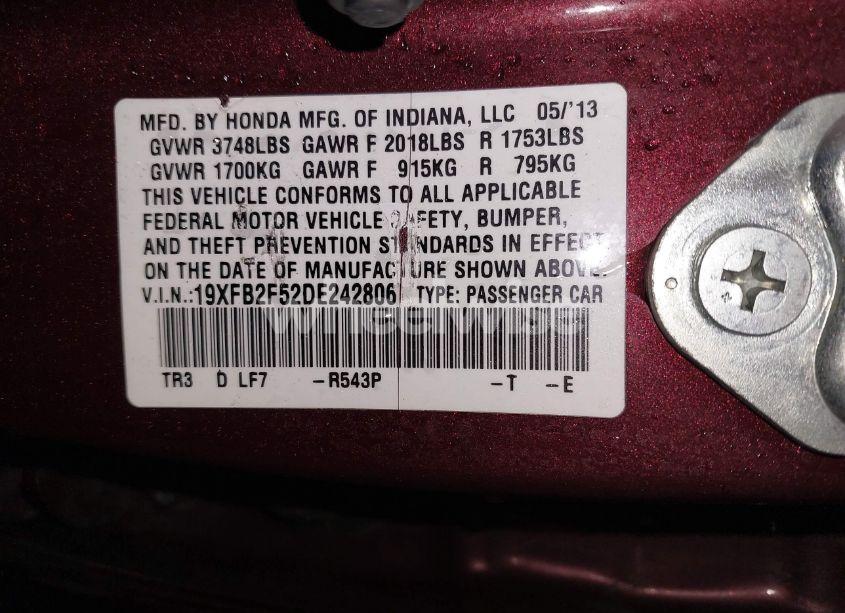 MFD. BY HONDA MFG. OF INDIANA, LLC 05/'13
GVWR 3748LBS GAWR F 2018LBS R 1753LBS
GVWR 1700KG GAWR F 915KG R 795KG
THIS VEHICLE CONFORMS TO ALL APPLICABLE
FEDERAL MOTOR VEHICLE SAFETY, BUMPER,
AND THEFT PREVENTION STANDARDS IN EFFECT
ON THE DATE OF MANUFACTURE SHOWN ABOVE.
V.I.N.:19XFB2F52DE242806 TYPE: PASSENGER CAR
wheelwise
TR3 D LF7 -R543P -T -E